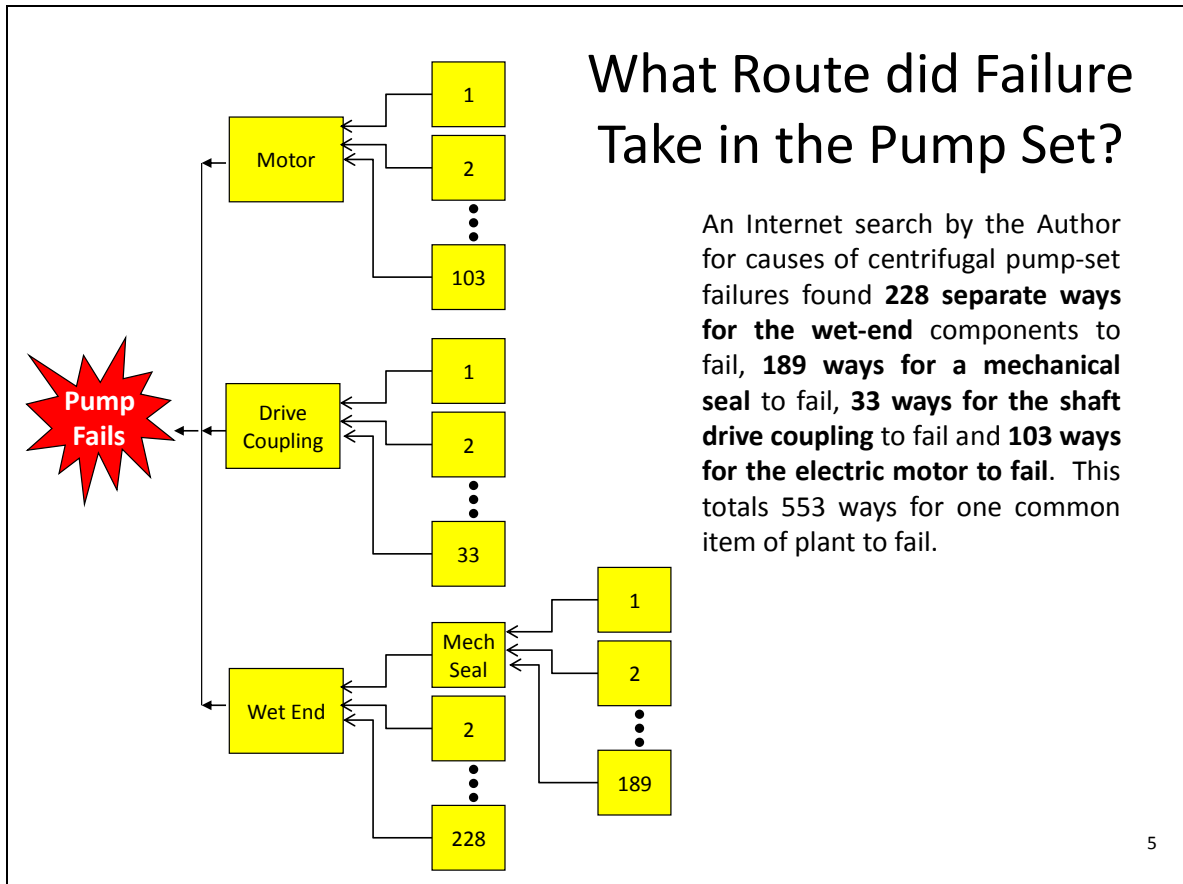 What Route did Failure
Take in the Pump Set?
An Internet search by the Author
for causes of centrifugal pump-set
failures found 228 separate ways
for the wet-end components to
fail, 189 ways for a mechanical
seal to fail, 33 ways for the shaft
drive coupling to fail and 103 ways
for the electric motor to fail. This
totals 553 ways for one common
item of plant to fail.
Pump
Fails
Motor
1
2
103
Drive
Coupling
1
2
33
Wet End
Mech
Seal
2
228
1
2
189
5